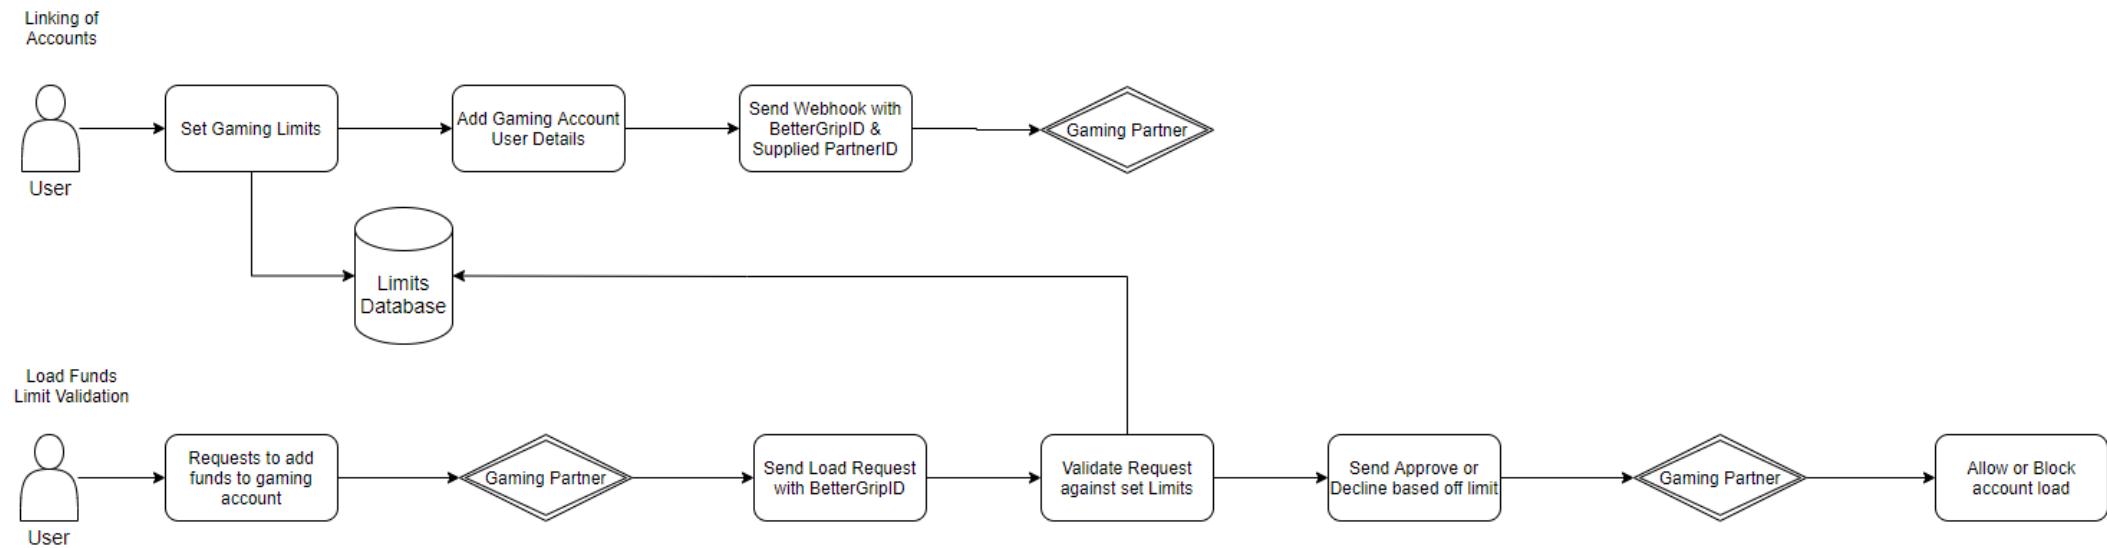 Linking of
Accounts
User
Set Gaming Limits
Add Gaming Account
User Details
Send Webhook with
BetterGripID &
Supplied PartnerID
Gaming Partner
Limits
Database
Load Funds
Limit Validation
User
Requests to add
funds to gaming
account
Gaming Partner
Send Load Request
with BetterGripID
Validate Request
against set Limits
Send Approve or
Decline based off limit
Gaming Partner
Allow or Block
account load